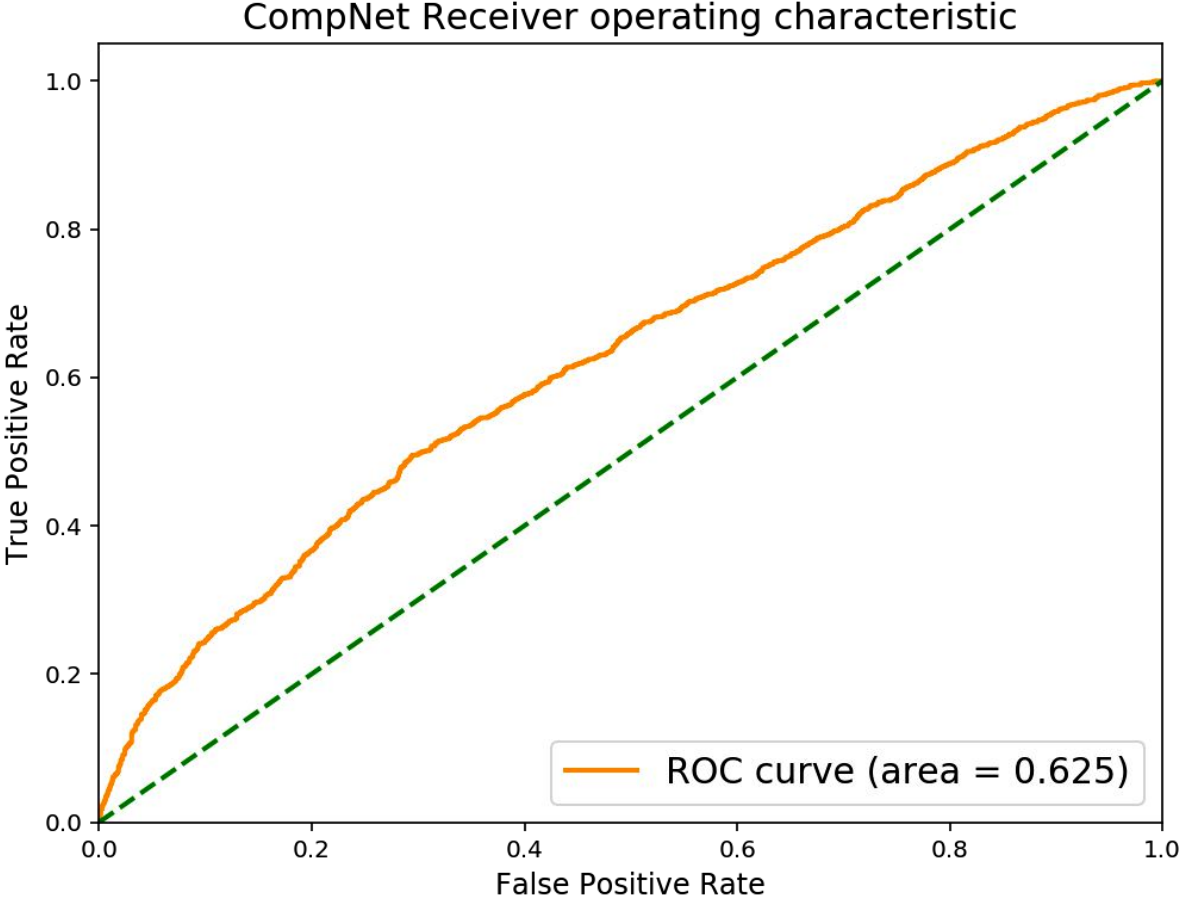 CompNet Receiver operating characteristic
1.0
0.8
0.6
0.4
0.2
0.0
True Positive Rate
ROC curve (area = 0.625)
0.0 0.2 0.4 0.6 0.8 1.0
False Positive Rate